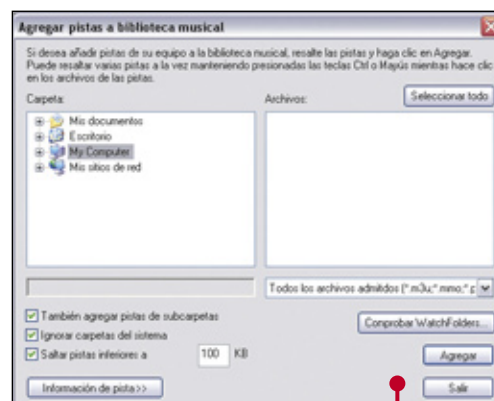 Agregar pistas a biblioteca musical
Si desea añadir pistas de su equipo a la biblioteca musical, resalte las pistas y haga clic en Agregar.
Puede resaltar varias pistas a la vez manteniendo presionadas las teclas Ctrl o Mayús mientras hace clic
en los archivos de las pistas.
Carpeta:
Archivos:
Seleccionar todo
Mis documentos
Escritorio
My Computer
Mis sitios de red
Todos los archivos admitidos (*.m3u;*.mmo;*.p
También agregar pistas de subcarpetas
Ignorar carpetas del sistema
Saltar pistas inferiores a 100 KB
Comprobar WatchFolders...
Agregar
Información de pista>>
Salir